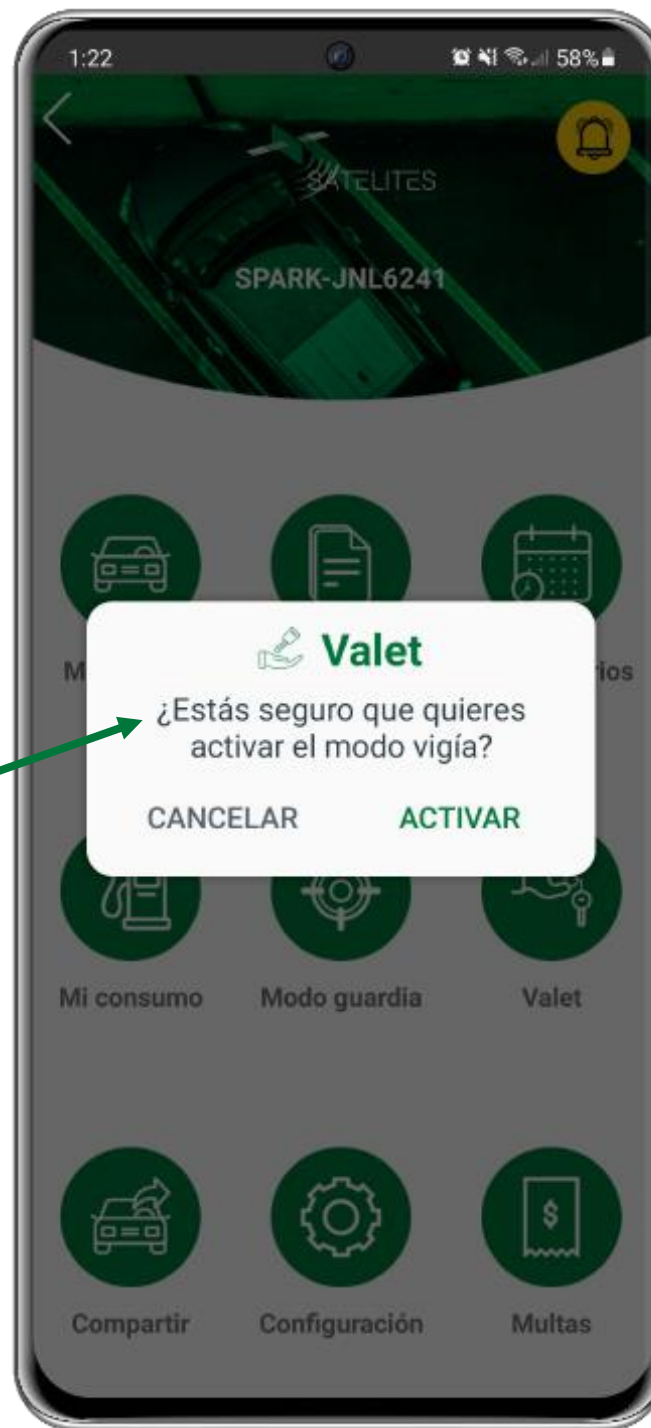 1:22
58%
SATELITES
SPARK-JNL6241
M
rios
Valet
¿Estás seguro que quieres
activar el modo vigía?
CANCELAR ACTIVAR
Mi consumo Modo guardia Valet
$
Compartir Configuración Multas